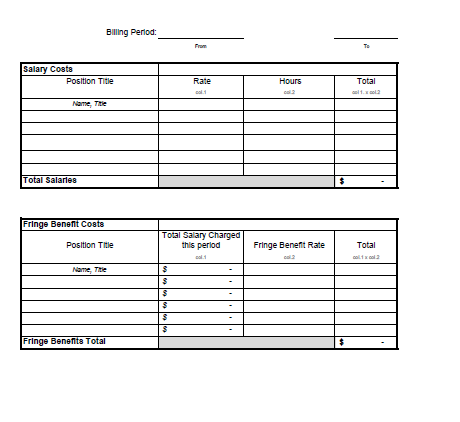 Billing Period:
From To
Salary Costs
Position Title Rate Hours Total
col.1 col.2 col 1. x col.2
Name, Title
Total Salaries $ -
Fringe Benefit Costs
Total Salary Charged
Position Title this period Fringe Benefit Rate Total
col.1 col.2 col.1 x col.2
Name, Title $ -
$ -
$ -
$ -
$ -
$ -
Fringe Benefits Total $ -